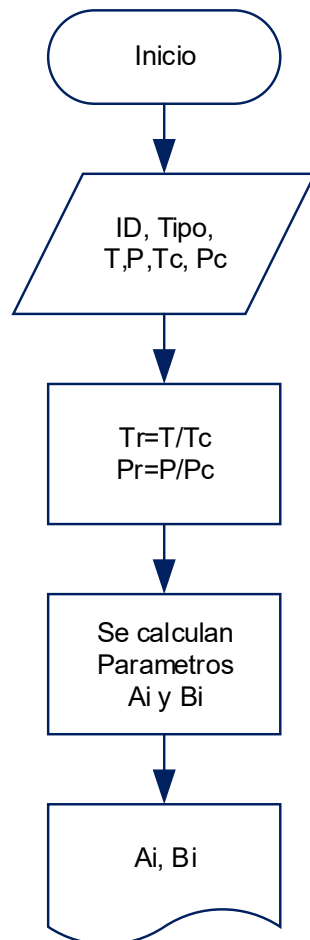 Inicio
ID, Tipo,
T,P,Tc, Pc
Tr=T/Tc
Pr=P/Pc
Se calculan
Parametros
Ai y Bi
Ai, Bi